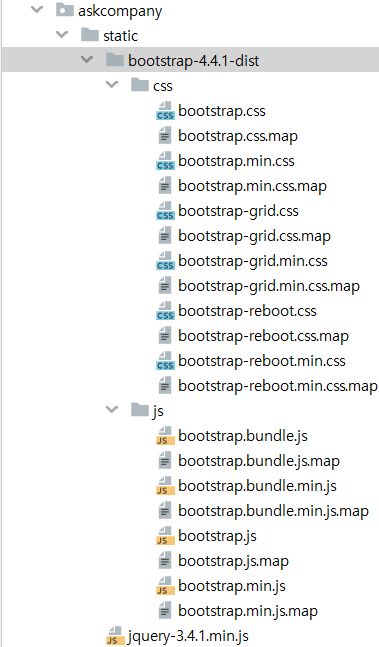 askcompany
static
bootstrap-4.4.1-dist
css
bootstrap.css
bootstrap.css.map
bootstrap.min.css
bootstrap.min.css.map
bootstrap-grid.css
bootstrap-grid.css.map
bootstrap-grid.min.css
bootstrap-grid.min.css.map
bootstrap-reboot.css
bootstrap-reboot.css.map
bootstrap-reboot.min.css
bootstrap-reboot.min.css.map
js
bootstrap.bundle.js
bootstrap.bundle.js.map
bootstrap.bundle.min.js
bootstrap.bundle.min.js.map
bootstrap.js
bootstrap.js.map
bootstrap.min.js
bootstrap.min.js.map
jquery-3.4.1.min.js